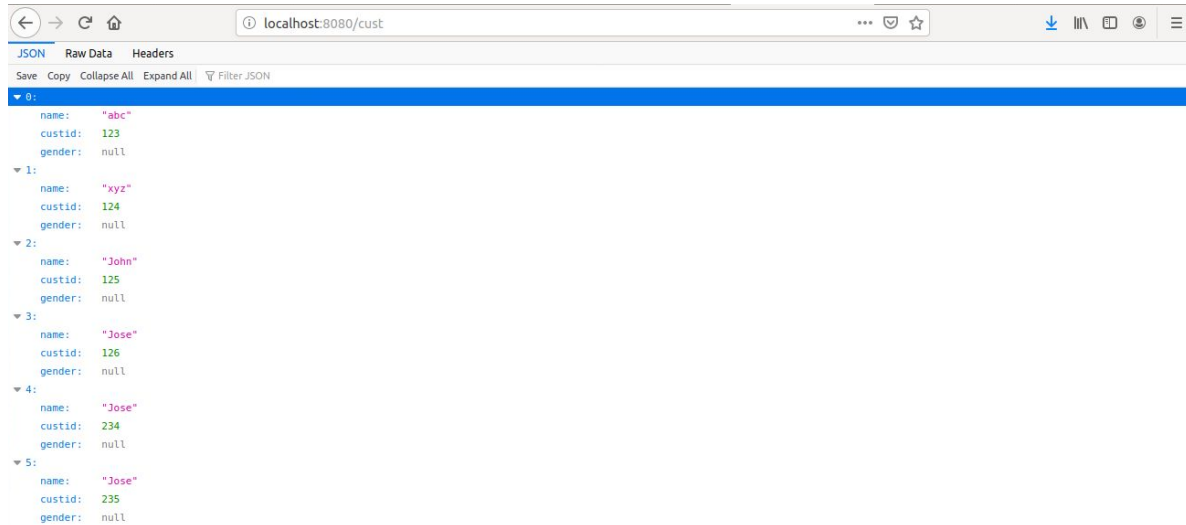 localhost:8080/cust
JSON Raw Data Headers
Save Copy Collapse All Expand All Filter JSON
0:
name: "abc"
custid: 123
gender: null
1:
name: "xyz"
custid: 124
gender: null
2:
name: "John"
custid: 125
gender: null
3:
name: "Jose"
custid: 126
gender: null
4:
name: "Jose"
custid: 234
gender: null
5:
name: "Jose"
custid: 235
gender: null